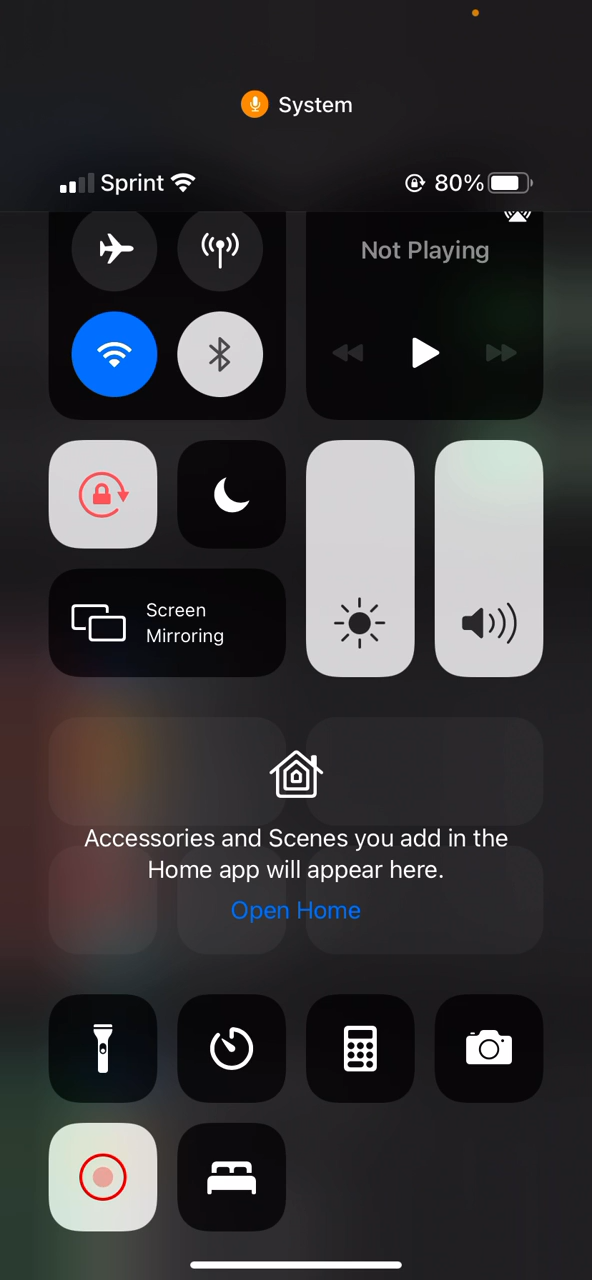 System
Sprint 80%
Not Playing
Screen
Mirroring
Accessories and Scenes you add in the
Home app will appear here.
Open Home